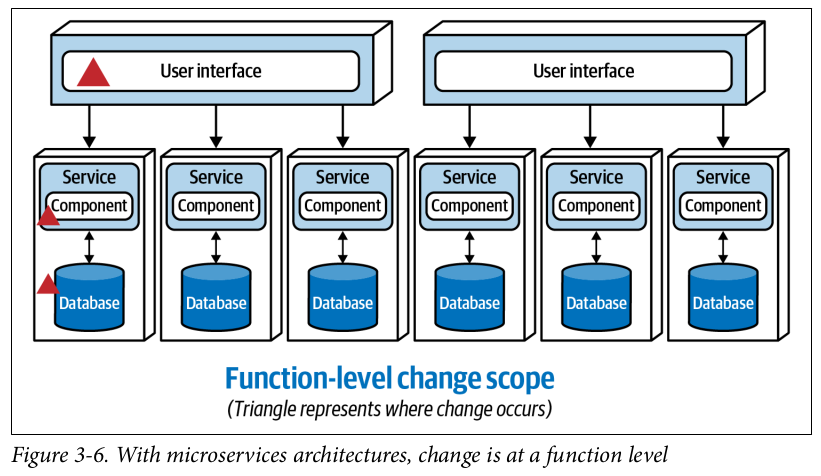 User interface
User interface
Service
Component
Database
Service
Component
Database
Service
Component
Database
Service
Component
Database
Service
Component
Database
Service
Component
Database
Function-level change scope
(Triangle represents where change occurs)
Figure 3-6. With microservices architectures, change is at a function level